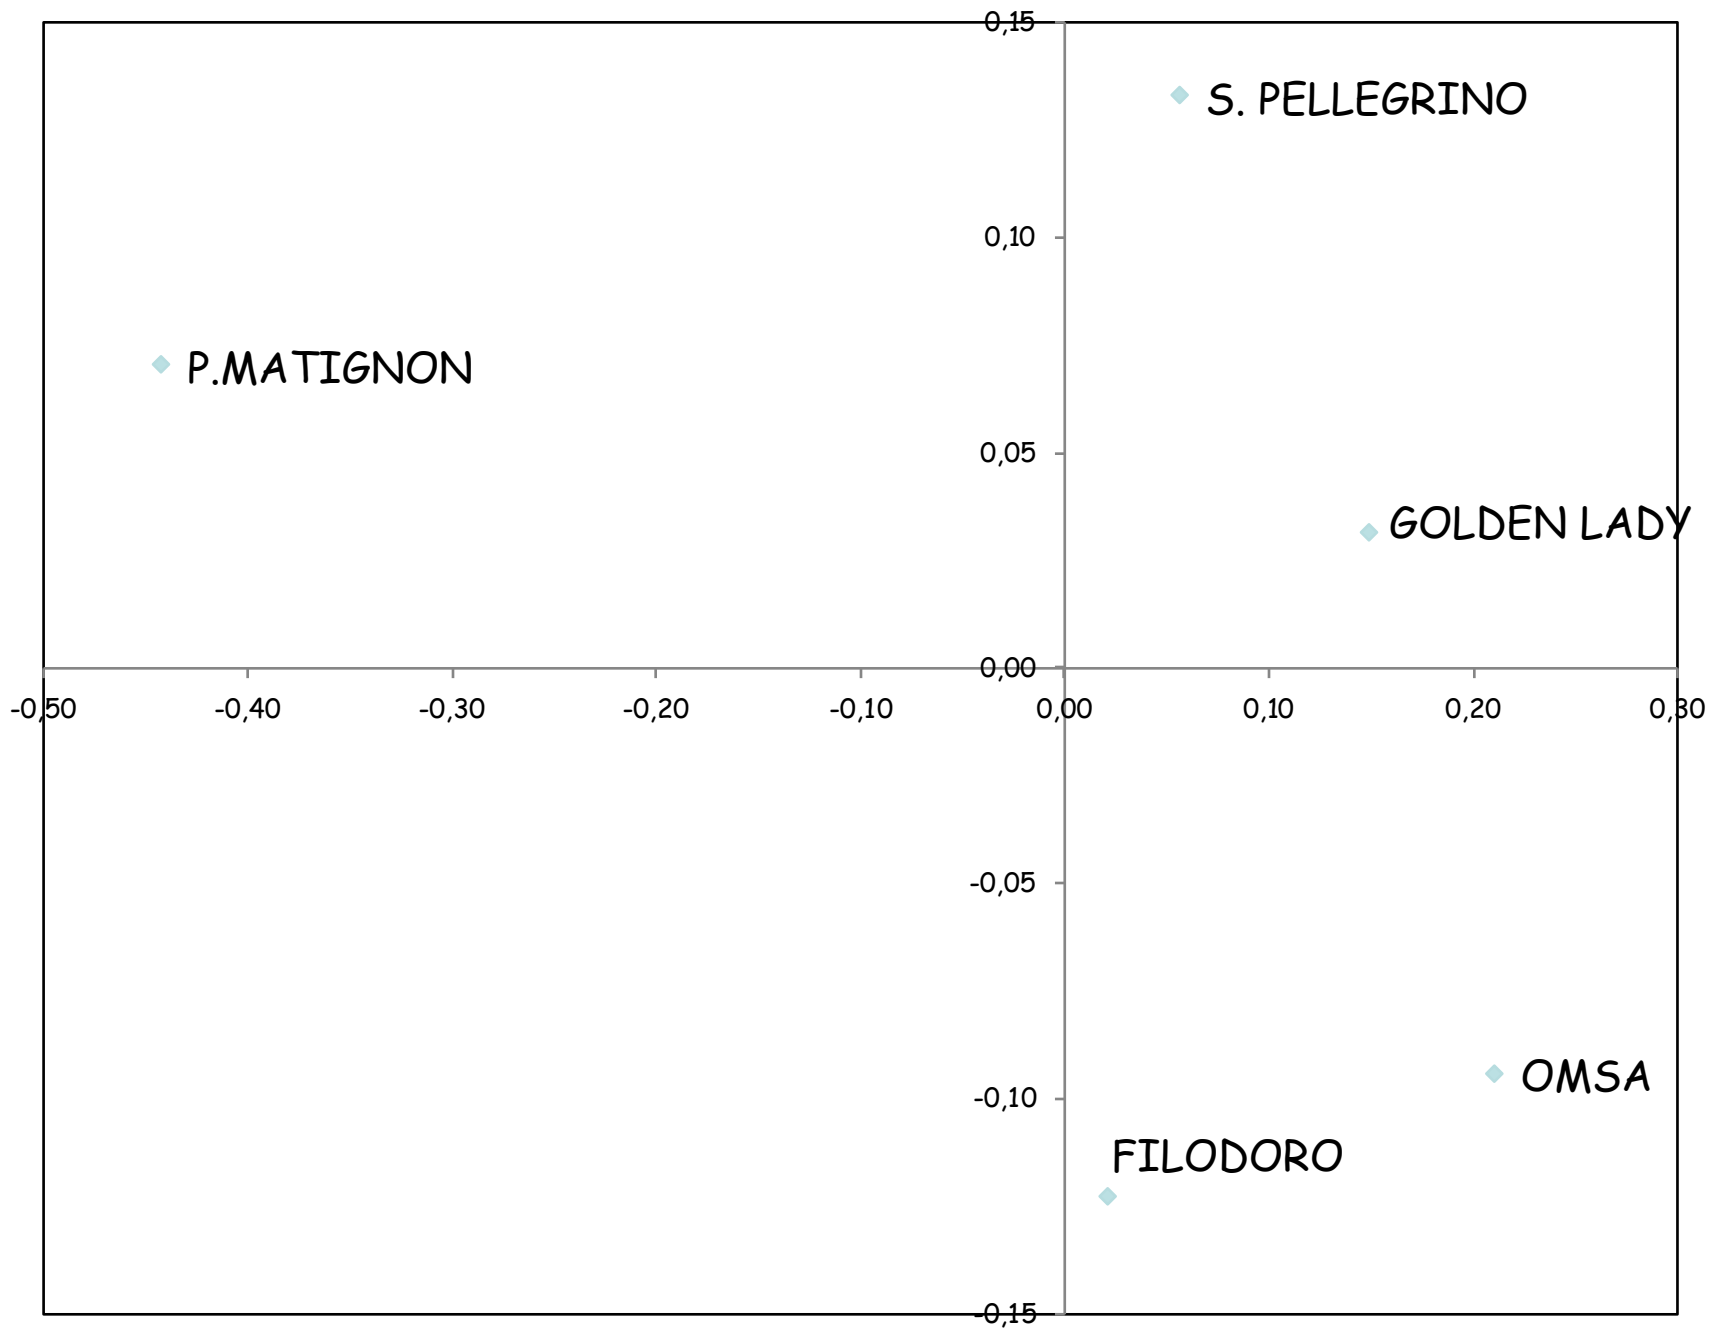 0,15
S. PELLEGRINO
0,10
P.MATIGNON
0,05
GOLDEN LADY
0,00
-0,50 -0,40 -0,30 -0,20 -0,10 0,00 0,10 0,20 0,30
-0,05
OMSA
-0,10
FILODORO
-0,15